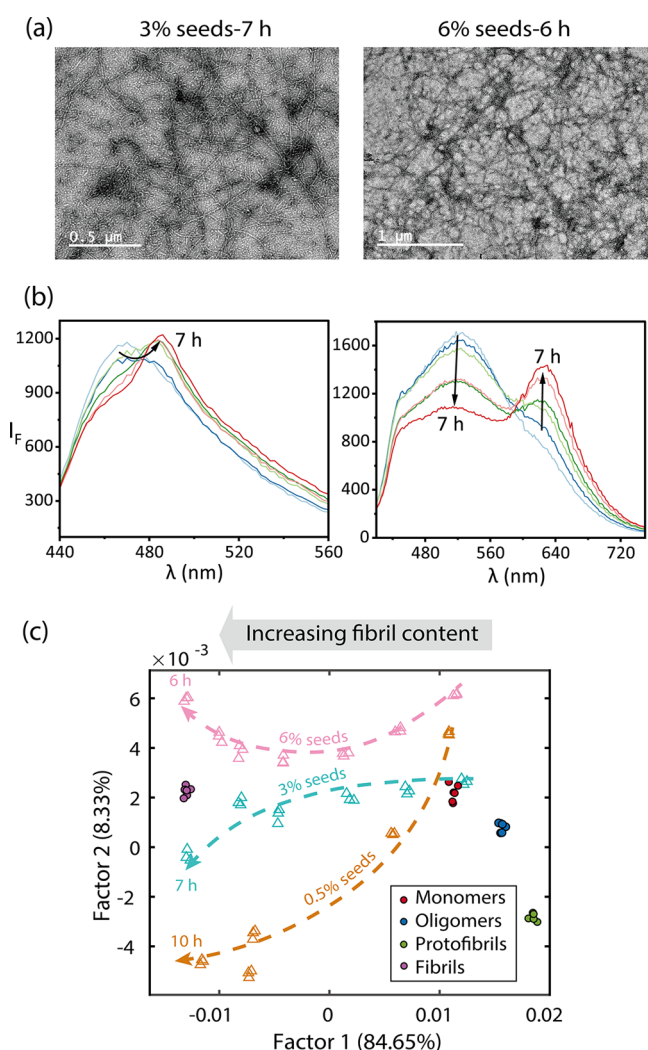 (a)
3% seeds-7 h
6% seeds-6 h
0.5 μm
1 μm
(b)
1200
900
600
300
I_F
7 h
440 480 520 560
λ (nm)
1600
1200
800
400
0
7 h
7 h
480 560 640 720
λ (nm)
(c)
Increasing fibril content
× 10⁻³
6
4
2
0
-2
-4
Factor 2 (8.33%)
6 h
6% seeds
3% seeds
7 h
0.5% seeds
10 h
Monomers
Oligomers
Protofibrils
Fibrils
-0.01 0 0.01 0.02
Factor 1 (84.65%)